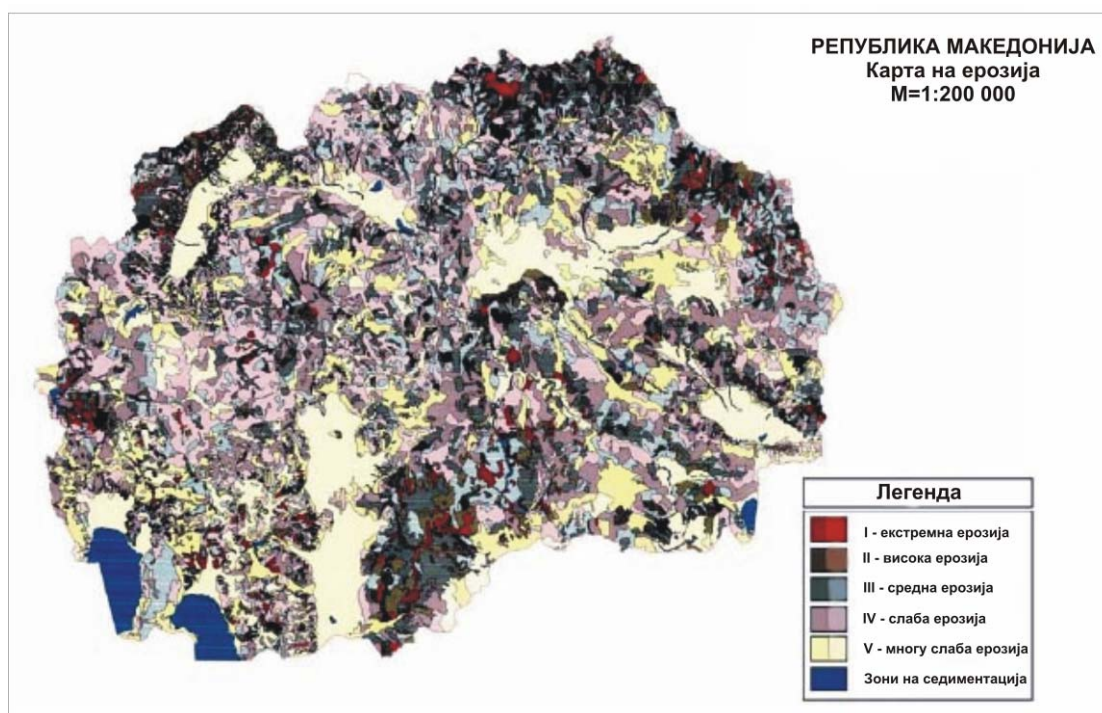 РЕПУБЛИКА МАКЕДОНИЈА
Карта на ерозија
М=1:200 000
Легенда
I - екстремна ерозија
II - висока ерозија
III - средна ерозија
IV - слаба ерозија
V - многу слаба ерозија
Зони на седиментација